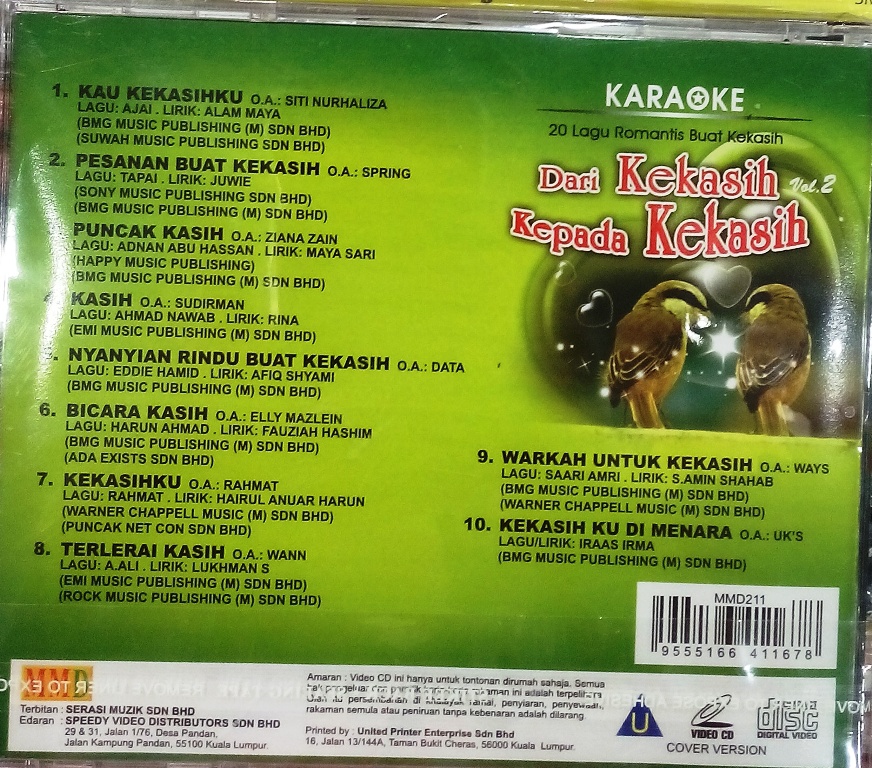 KARAOKE
20 Lagu Romantis Buat Kekasih
Dari Kekasih Vol.2
Kepada Kekasih
1. KAU KEKASIHKU O.A.: SITI NURHALIZA
LAGU: AJAI . LIRIK: ALAM MAYA
(BMG MUSIC PUBLISHING (M) SDN BHD)
(SUWAH MUSIC PUBLISHING SDN BHD)
2. PESANAN BUAT KEKASIH O.A.: SPRING
LAGU: TAPAI . LIRIK: JUWIE
(SONY MUSIC PUBLISHING SDN BHD)
(BMG MUSIC PUBLISHING (M) SDN BHD)
PUNCAK KASIH O.A.: ZIANA ZAIN
LAGU: ADNAN ABU HASSAN . LIRIK: MAYA SARI
(HAPPY MUSIC PUBLISHING)
(BMG MUSIC PUBLISHING (M) SDN BHD)
4. KASIH O.A.: SUDIRMAN
LAGU: AHMAD NAWAB . LIRIK: RINA
(EMI MUSIC PUBLISHING (M) SDN BHD)
5. NYANYIAN RINDU BUAT KEKASIH O.A.: DATA
LAGU: EDDIE HAMID . LIRIK: AFIQ SHYAMI
(BMG MUSIC PUBLISHING (M) SDN BHD)
6. BICARA KASIH O.A.: ELLY MAZLEIN
LAGU: HARUN AHMAD . LIRIK: FAUZIAH HASHIM
(BMG MUSIC PUBLISHING (M) SDN BHD)
(ADA EXISTS SDN BHD)
7. KEKASIHKU O.A.: RAHMAT
LAGU: RAHMAT . LIRIK: HAIRUL ANUAR HARUN
(WARNER CHAPPELL MUSIC (M) SDN BHD)
(PUNCAK NET CON SDN BHD)
8. TERLERAI KASIH O.A.: WANN
LAGU: A.ALI . LIRIK: LUKHMAN S
(EMI MUSIC PUBLISHING (M) SDN BHD)
(ROCK MUSIC PUBLISHING (M) SDN BHD)
9. WARKAH UNTUK KEKASIH O.A.: WAYS
LAGU: SAARI AMRI . LIRIK: S.AMIN SHAHAB
(BMG MUSIC PUBLISHING (M) SDN BHD)
(WARNER CHAPPELL MUSIC (M) SDN BHD)
10. KEKASIH KU DI MENARA O.A.: UK'S
LAGU/LIRIK: IRAAS IRMA
(BMG MUSIC PUBLISHING (M) SDN BHD)
MMD211
9 555166 411678
MMD
Terbitan : SERASI MUZIK SDN BHD
Edaran : SPEEDY VIDEO DISTRIBUTORS SDN BHD
29 & 31, Jalan 1/76, Desa Pandan,
Jalan Kampung Pandan, 55100 Kuala Lumpur.
Amaran : Video CD ini hanya untuk tontonan dirumah sahaja. Semua
ini adalah terpelihara.
penyiaran, penyewaan,
rakaman semula atau peniruan tanpa kebenaran adalah dilarang.
Printed by : United Printer Enterprise Sdn Bhd
16, Jalan 13/144A, Taman Bukit Cheras, 56000 Kuala Lumpur.
U
VIDEO CD
COVER VERSION
disc
DIGITAL VIDEO